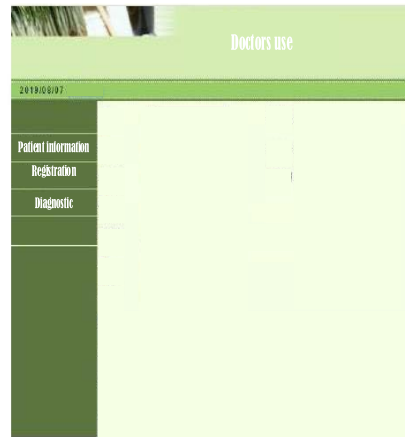 Doctors use
2019/08/07
Patient information
Registration
Diagnostic